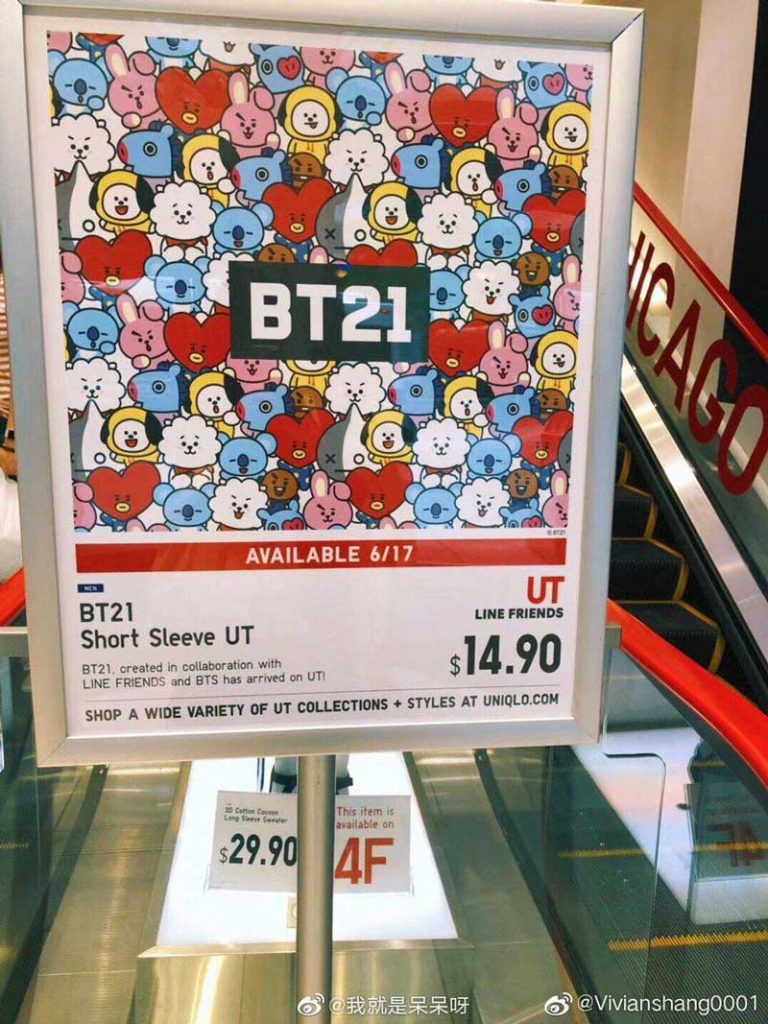 BT21
© BT21
AVAILABLE 6/17
MEN
BT21
Short Sleeve UT
BT21, created in collaboration with
LINE FRIENDS and BTS has arrived on UT!
UT
LINE FRIENDS
$14.90
SHOP A WIDE VARIETY OF UT COLLECTIONS + STYLES AT UNIQLO.COM
HICAGO
3D Cotton Cocoon
Long Sleeve Sweater
$29.90
This item is
available on
4F
4F
@我就是呆呆呀
@Vivianshang0001